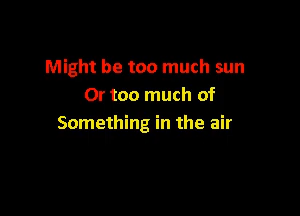 Might be too much sun
Or too much of
Something in the air